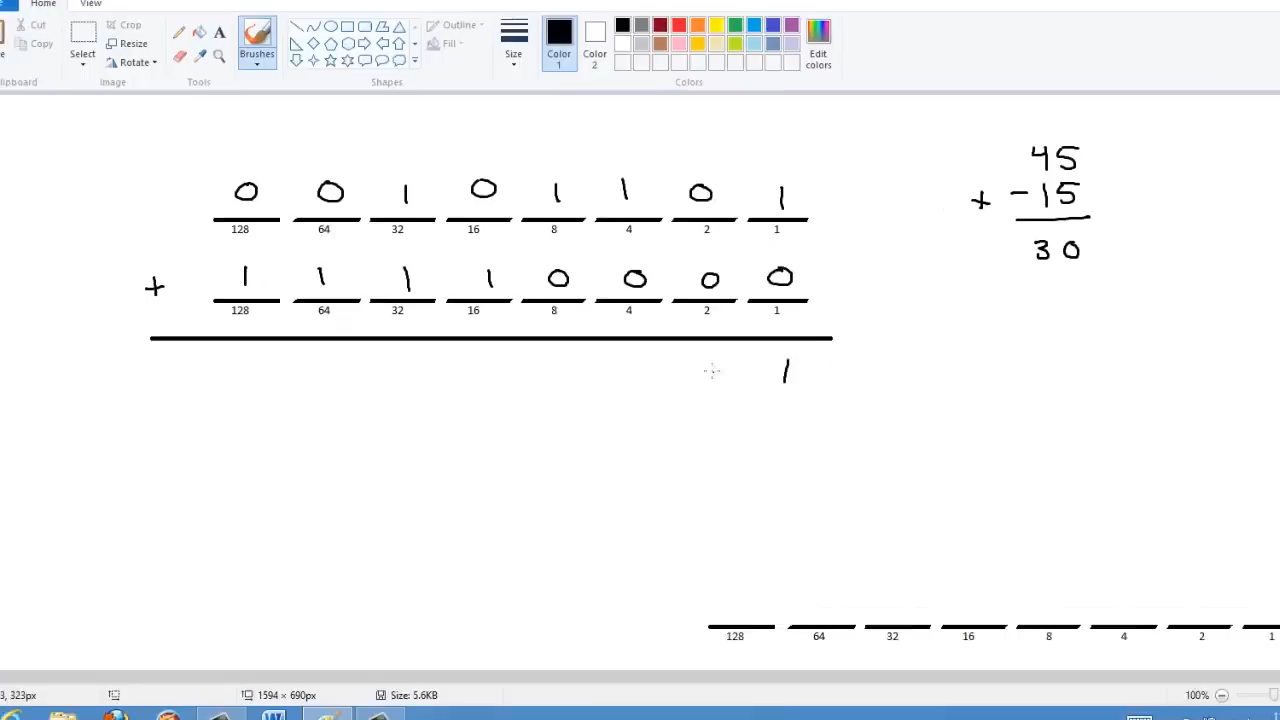 Home View
Cut
Copy
Clipboard
Select
Crop
Resize
Rotate
Image
Tools
Brushes
Outline
Fill
Shapes
Size
Color 1
Color 2
Edit colors
Colors
0 0 1 0 1 1 0 1
128 64 32 16 8 4 2 1
+ 1 1 1 1 0 0 0 0
128 64 32 16 8 4 2 1
1
45
+ -15
30
128 64 32 16 8 4 2 1
3, 323px
1594 × 690px
Size: 5.6KB
100%